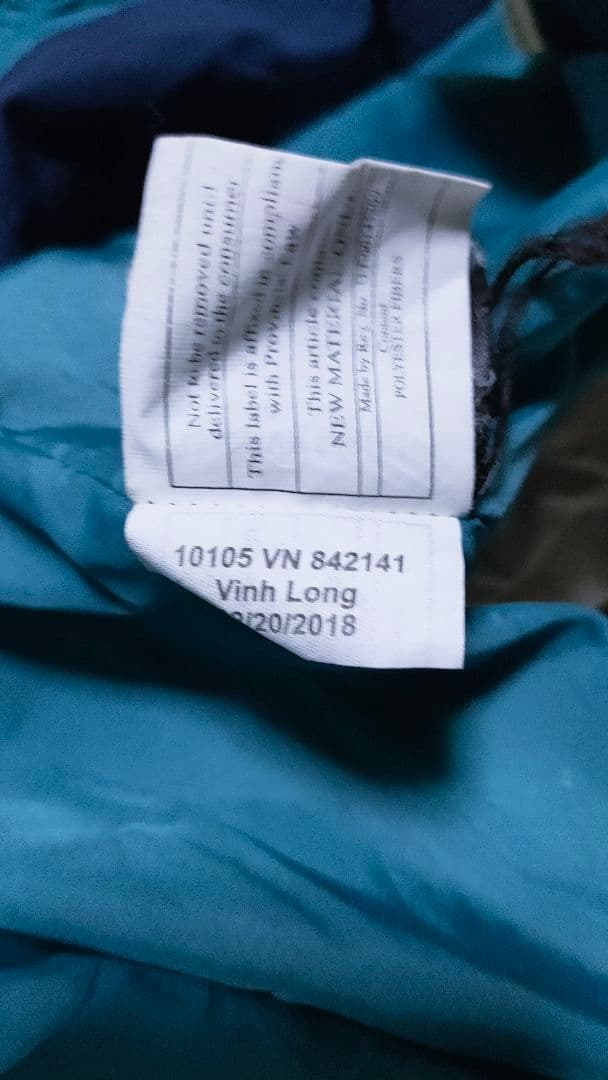 Not to be removed until
delivered to the consumer
This label is affixed in compliance
with Provincial Law
This article contains
NEW MATERIAL ONLY
Made by Reg. No.
Content
POLYESTER FIBERS
10105 VN 842141
Vinh Long
/20/2018